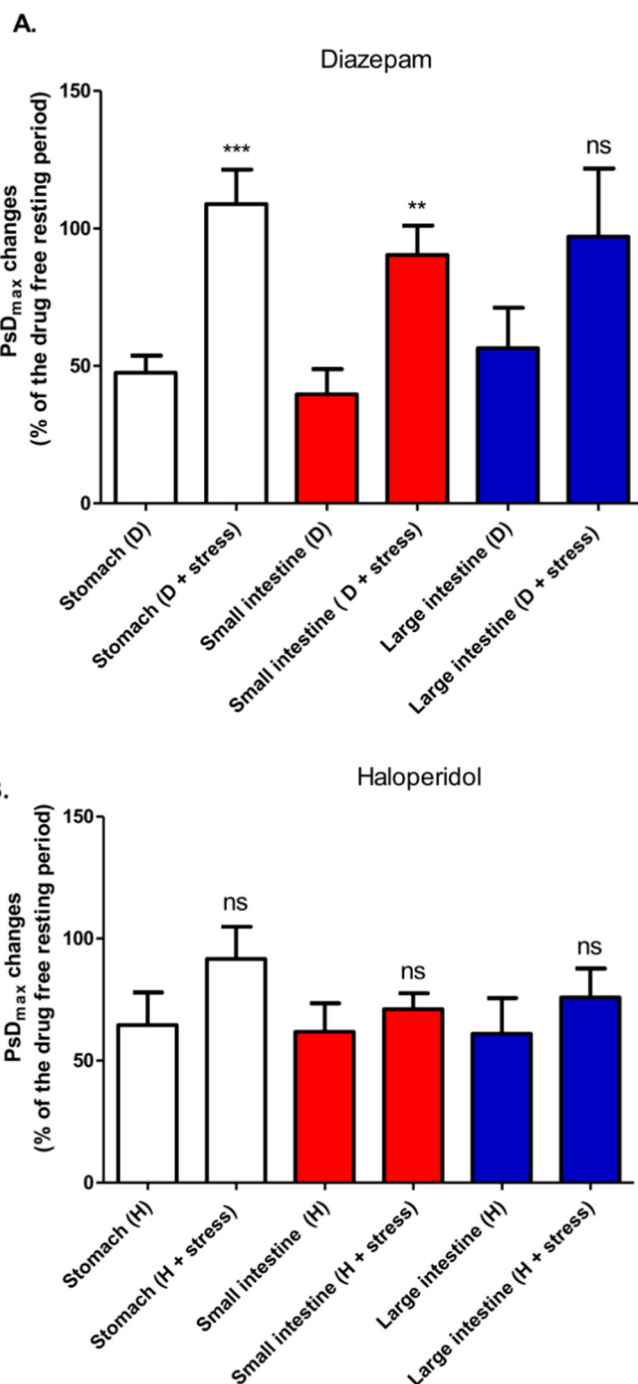 A.
Diazepam
PsDmax changes
(% of the drug free resting period)
150
100
50
0
***
**
ns
Stomach (D)
Stomach (D + stress)
Small intestine (D)
Small intestine ( D + stress)
Large intestine (D)
Large intestine (D + stress)
Haloperidol
PsDmax changes
(% of the drug free resting period)
150
100
50
0
ns
ns
ns
Stomach (H)
Stomach (H + stress)
Small intestine (H)
Small intestine (H + stress)
Large intestine (H)
Large intestine (H + stress)